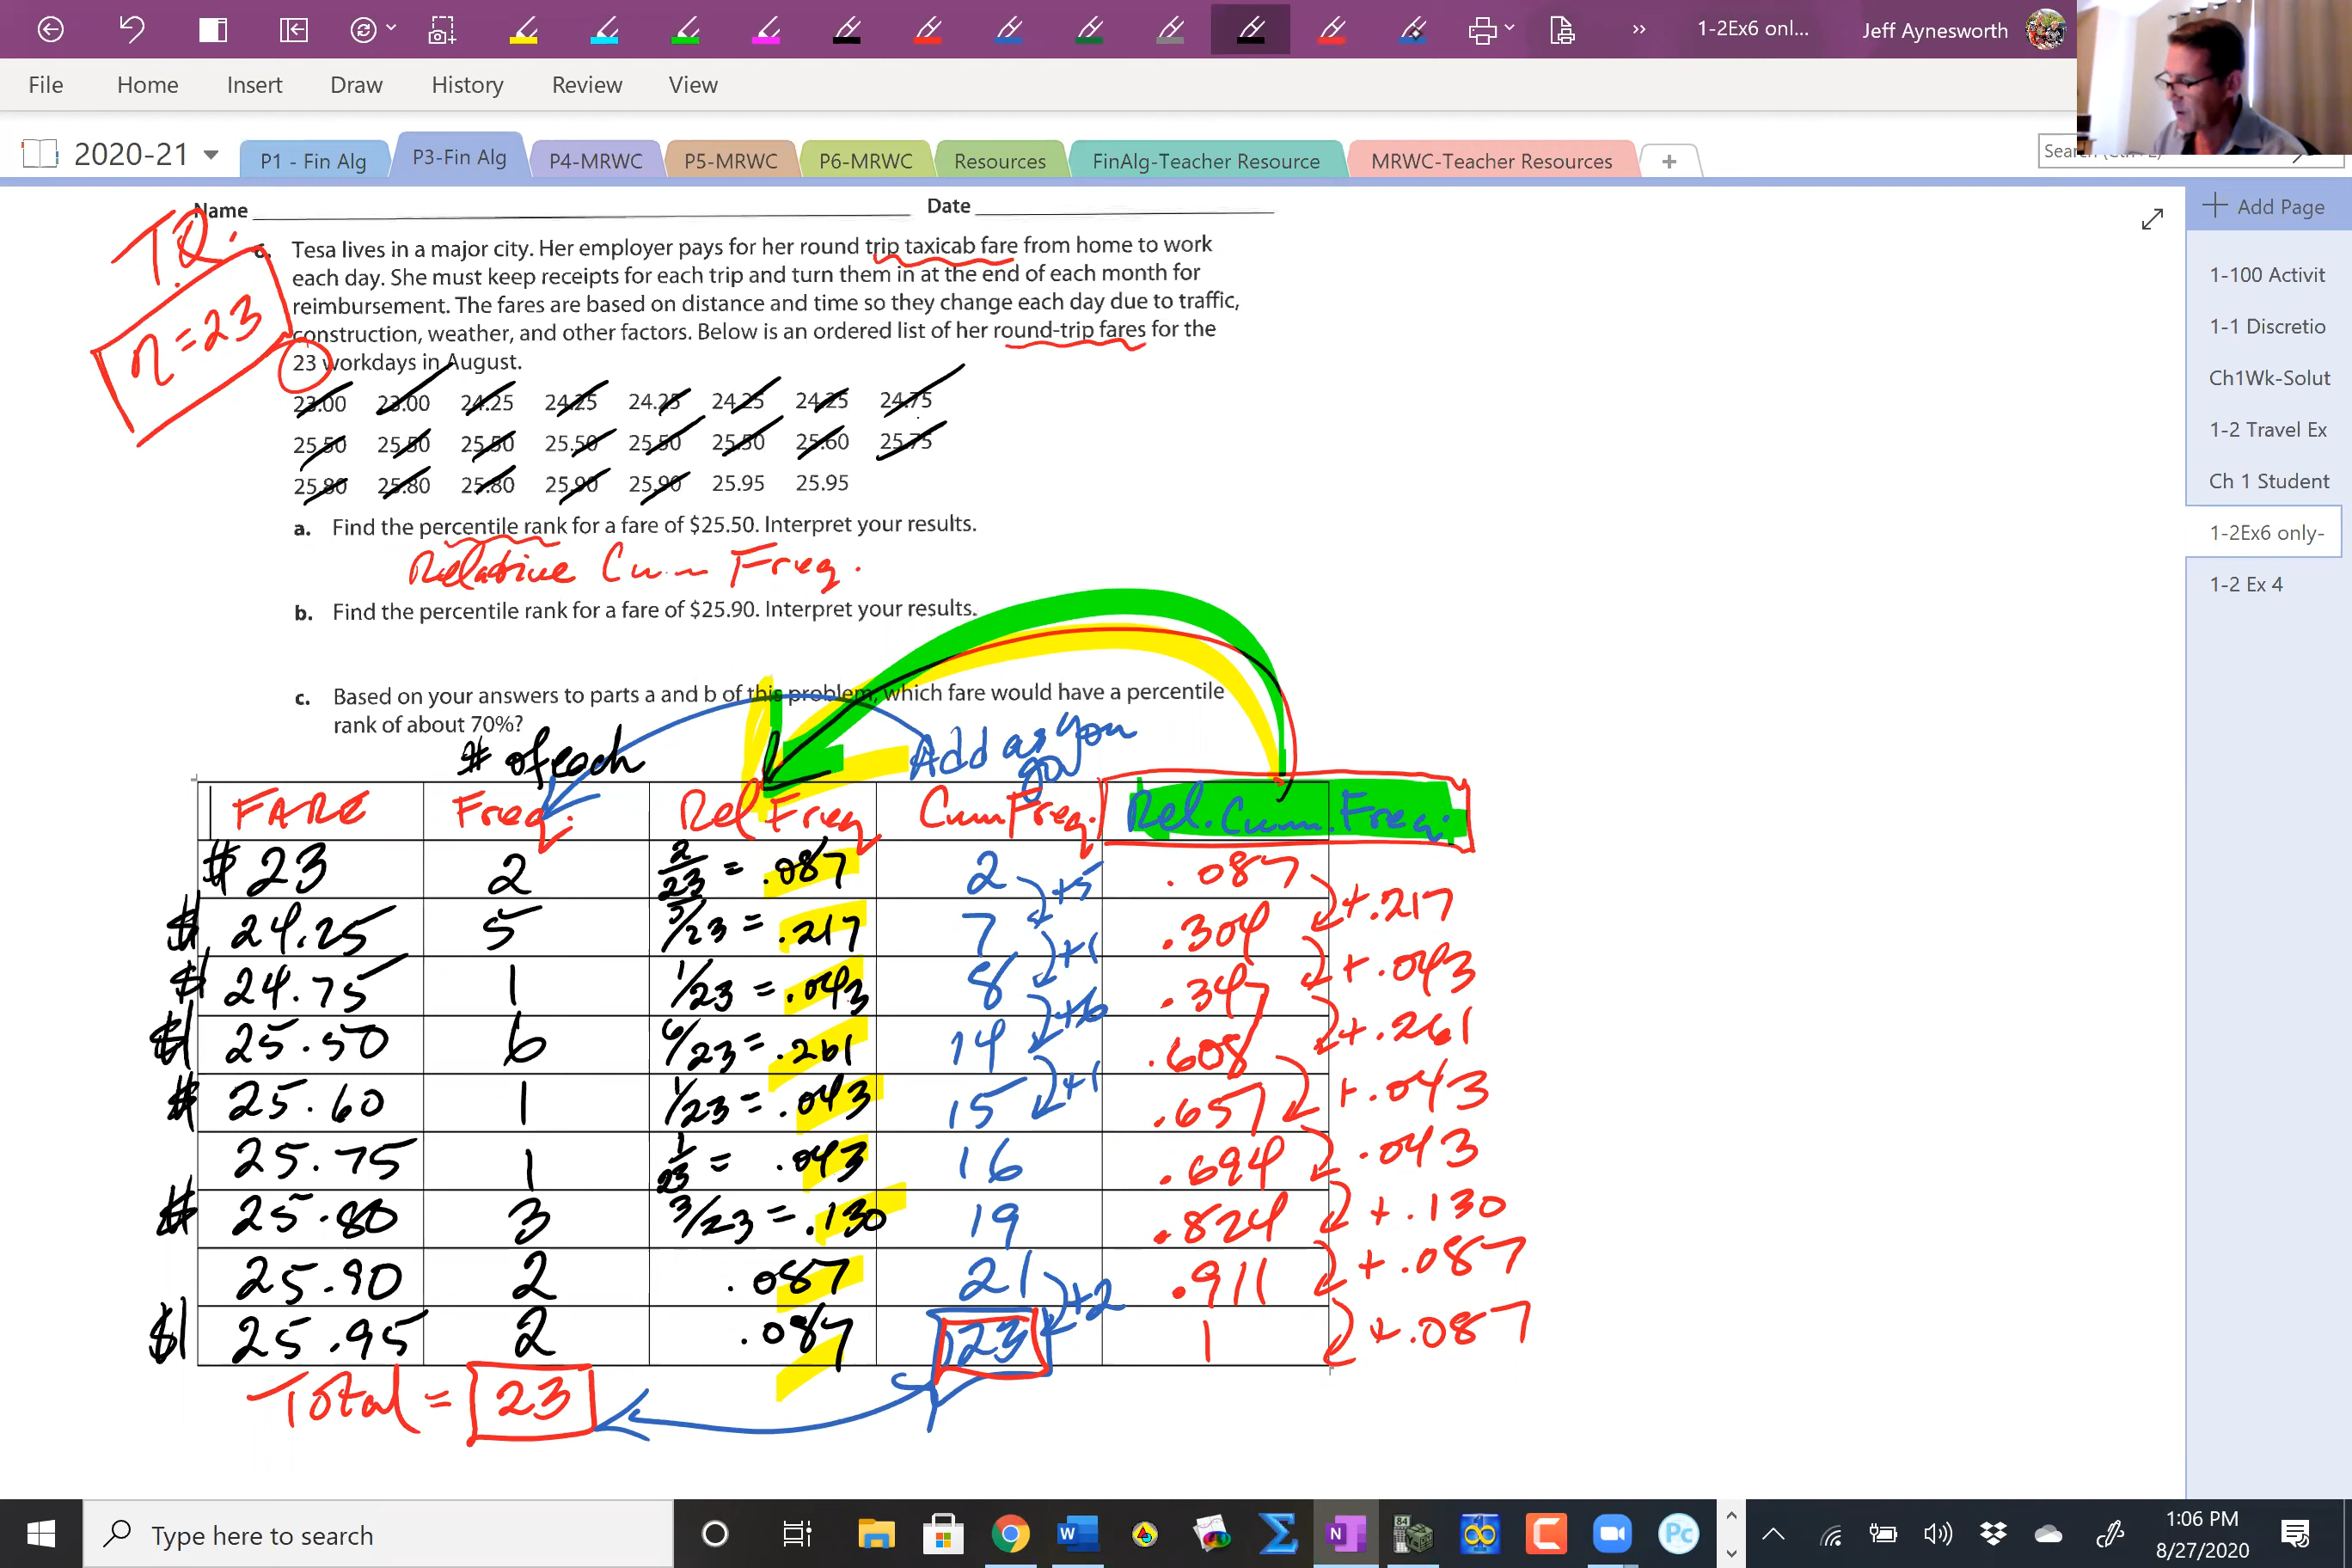 1-2Ex6 onl...
Jeff Aynesworth
File Home Insert Draw History Review View
2020-21
P1 - Fin Alg P3-Fin Alg P4-MRWC P5-MRWC P6-MRWC Resources FinAlg-Teacher Resource MRWC-Teacher Resources
Add Page
1-100 Activit
1-1 Discretio
Ch1Wk-Solut
1-2 Travel Ex
Ch 1 Student
1-2Ex6 only-
1-2 Ex 4
Name Date
n=23
6. Tesa lives in a major city. Her employer pays for her round trip taxicab fare from home to work
each day. She must keep receipts for each trip and turn them in at the end of each month for
reimbursement. The fares are based on distance and time so they change each day due to traffic,
construction, weather, and other factors. Below is an ordered list of her round-trip fares for the
23 workdays in August.
23.00 23.00 24.25 24.25 24.25 24.25 24.25 24.75
25.50 25.50 25.50 25.50 25.50 25.50 25.60 25.75
25.80 25.80 25.80 25.90 25.90 25.95 25.95
a. Find the percentile rank for a fare of $25.50. Interpret your results.
Relative Cum Freq.
b. Find the percentile rank for a fare of $25.90. Interpret your results.
c. Based on your answers to parts a and b of this problem, which fare would have a percentile
rank of about 70%?
# of each Add as you go
FARE Freq. Rel Freq. Cum Freq. Rel. Cum. Freq.
$23 2 2/23 = .087 2 .087
+5 +.217
$24.25 5 5/23 = .217 7 .304
+1 +.043
$24.75 1 1/23 = .043 8 .347
+6 +.261
$25.50 6 6/23 = .261 14 .608
+1 +.043
$25.60 1 1/23 = .043 15 .657
.043
25.75 1 1/23 = .043 16 .694
+.130
$25.80 3 3/23 = .130 19 .824
+.087
25.90 2 .087 21 .911
+2 +.087
$25.95 2 .087 23 1
Total = 23
Type here to search
1:06 PM
8/27/2020